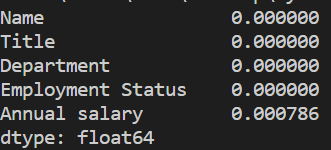 Name 0.000000
Title 0.000000
Department 0.000000
Employment Status 0.000000
Annual salary 0.000786
dtype: float64